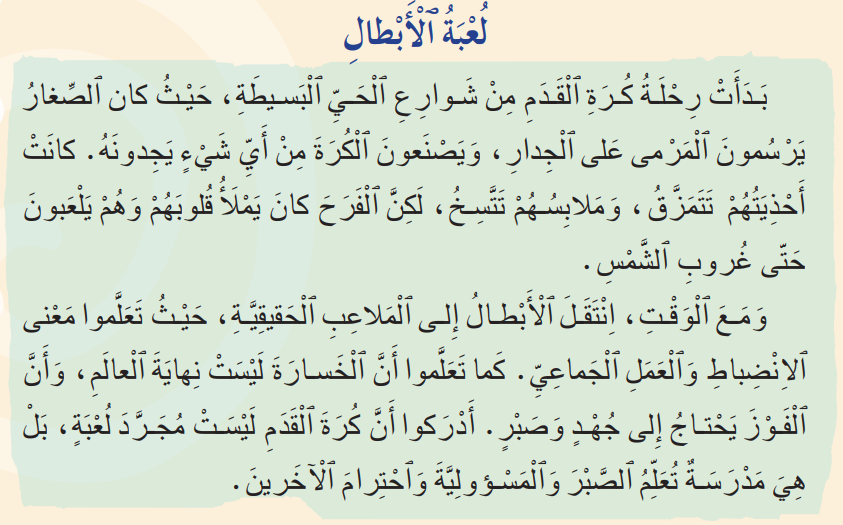 لُعْبَةُ ٱلْأَبْطالِ
بَدَأَتْ رِحْلَةُ كُرَةِ ٱلْقَدَمِ مِنْ شَوارِعِ ٱلْحَيِّ ٱلْبَسيطَةِ، حَيْثُ كان ٱلصِّغارُ
يَرْسُمونَ ٱلْمَرْمى عَلى ٱلْجِدارِ، وَيَصْنَعونَ ٱلْكُرَةَ مِنْ أَيِّ شَيْءٍ يَجِدونَهُ. كانَتْ
أَحْذِيَتُهُمْ تَتَمَزَّقُ، وَمَلابِسُهُمْ تَتَّسِخُ، لَكِنَّ ٱلْفَرَحَ كانَ يَمْلَأُ قُلوبَهُمْ وَهُمْ يَلْعَبونَ
حَتّى غُروبِ ٱلشَّمْسِ.
وَمَعَ ٱلْوَقْتِ، اِنْتَقَلَ ٱلْأَبْطالُ إِلى ٱلْمَلاعِبِ ٱلْحَقيقِيَّةِ، حَيْثُ تَعَلَّموا مَعْنى
ٱلاِنْضِباطِ وَٱلْعَمَلِ ٱلْجَماعِيِّ. كَما تَعَلَّموا أَنَّ ٱلْخَسارَةَ لَيْسَتْ نِهايَةَ ٱلْعالَمِ، وَأَنَّ
ٱلْفَوْزَ يَحْتاجُ إِلى جُهْدٍ وَصَبْرٍ. أَدْرَكوا أَنَّ كُرَةَ ٱلْقَدَمِ لَيْسَتْ مُجَرَّدَ لُعْبَةٍ، بَلْ
هِيَ مَدْرَسَةٌ تُعَلِّمُ ٱلصَّبْرَ وَٱلْمَسْؤولِيَّةَ وَٱحْتِرامَ ٱلْآخَرينَ.